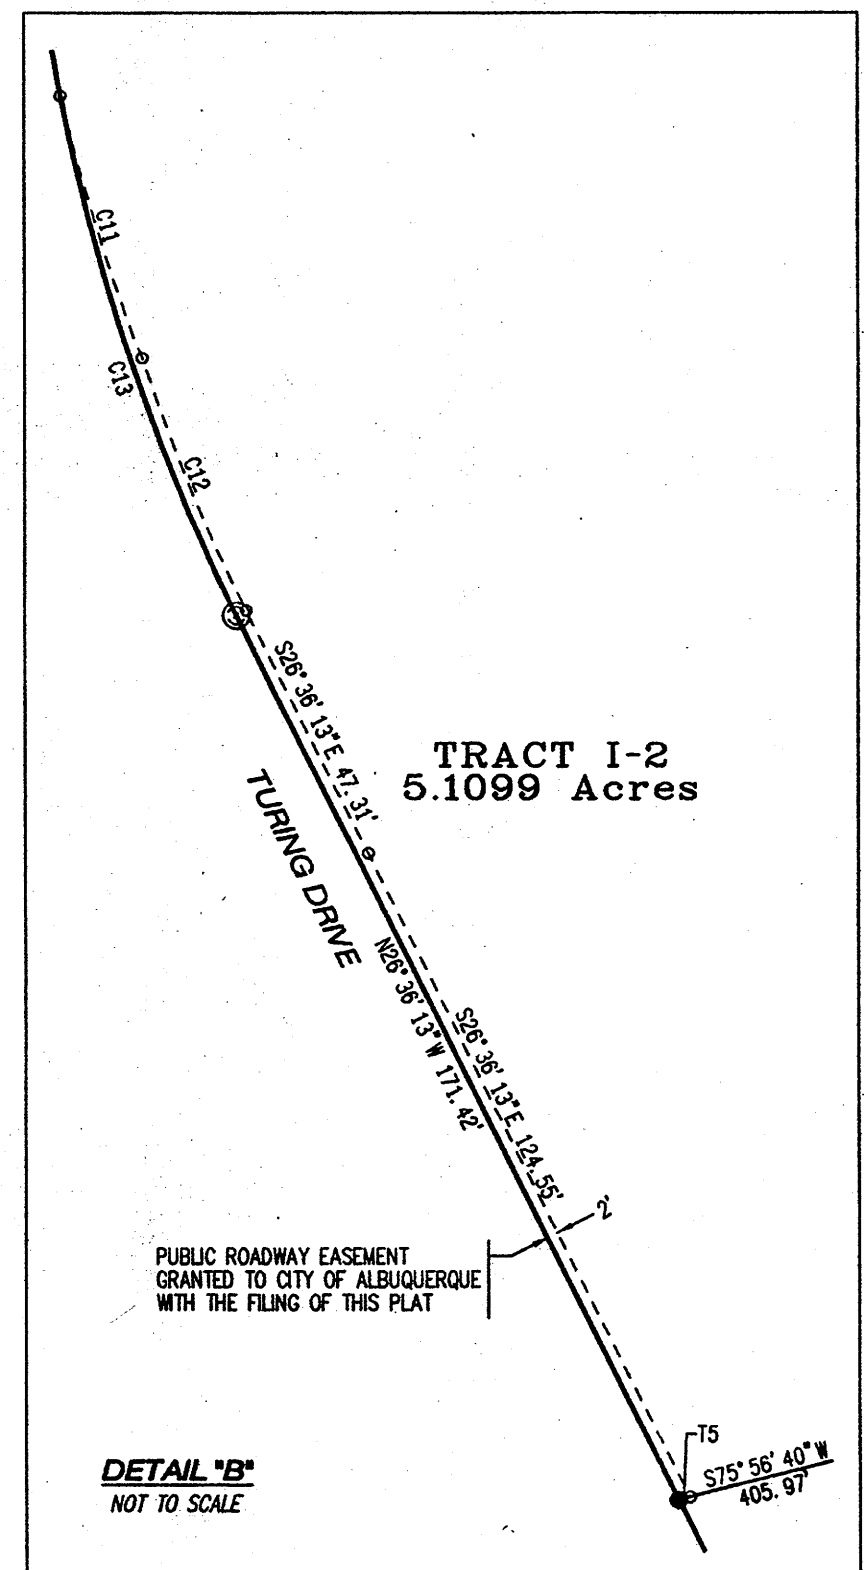 C11
C13
C12
S26° 36' 13"E 47.31'
TRACT I-2
5.1099 Acres
TURING DRIVE
N26° 36' 13"W 171.42'
S26° 36' 13"E 124.55'
2'
PUBLIC ROADWAY EASEMENT
GRANTED TO CITY OF ALBUQUERQUE
WITH THE FILING OF THIS PLAT
T5
S75° 56' 40"W
405.97'
DETAIL "B"
NOT TO SCALE